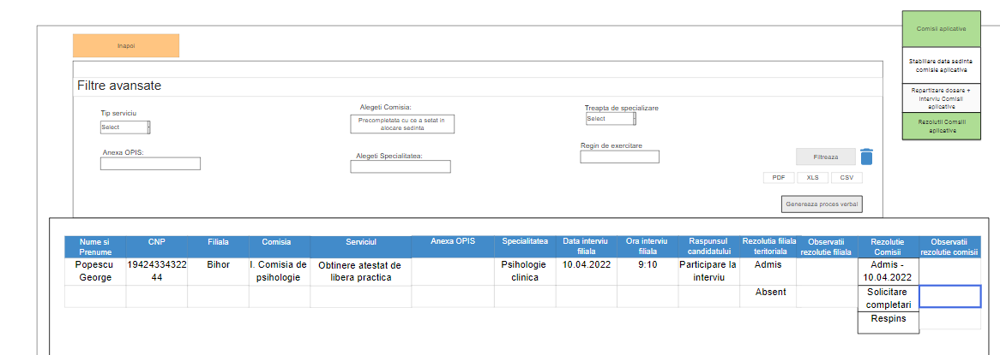 Comisii aplicative
Inapoi
Stabiliare data sedinta
comisie aplicativa
Repartizare dosare +
interviu Comisii
aplicative
Rezolutii Comsiii
aplicative
Filtre avansate
Tip serviciu
Select
Alegeti Comisia:
Precompletata cu ce a setat in
alocare sedinta
Treapta de specializare
Select
Anexa OPIS:
Alegeti Specialitatea:
Regin de exercitare
Filtreaza
PDF XLS CSV
Genereaza proces verbal
Nume si
Prenume
CNP
Filiala
Comisia
Serviciul
Anexa OPIS
Specialitatea
Data interviu
filiala
Ora interviu
filiala
Raspunsul
candidatului
Rezolutia filiala
teritoriala
Observatii
rezolutie filiala
Rezolutie
Comisii
Observatii
rezolutie comisii
Popescu
George
19424334322
44
Bihor
I. Comisia de
psihologie
Obtinere atestat de
libera practica
Psihologie
clinica
10.04.2022
9:10
Participare la
interviu
Admis
Admis -
10.04.2022
Absent
Solicitare
completari
Respins